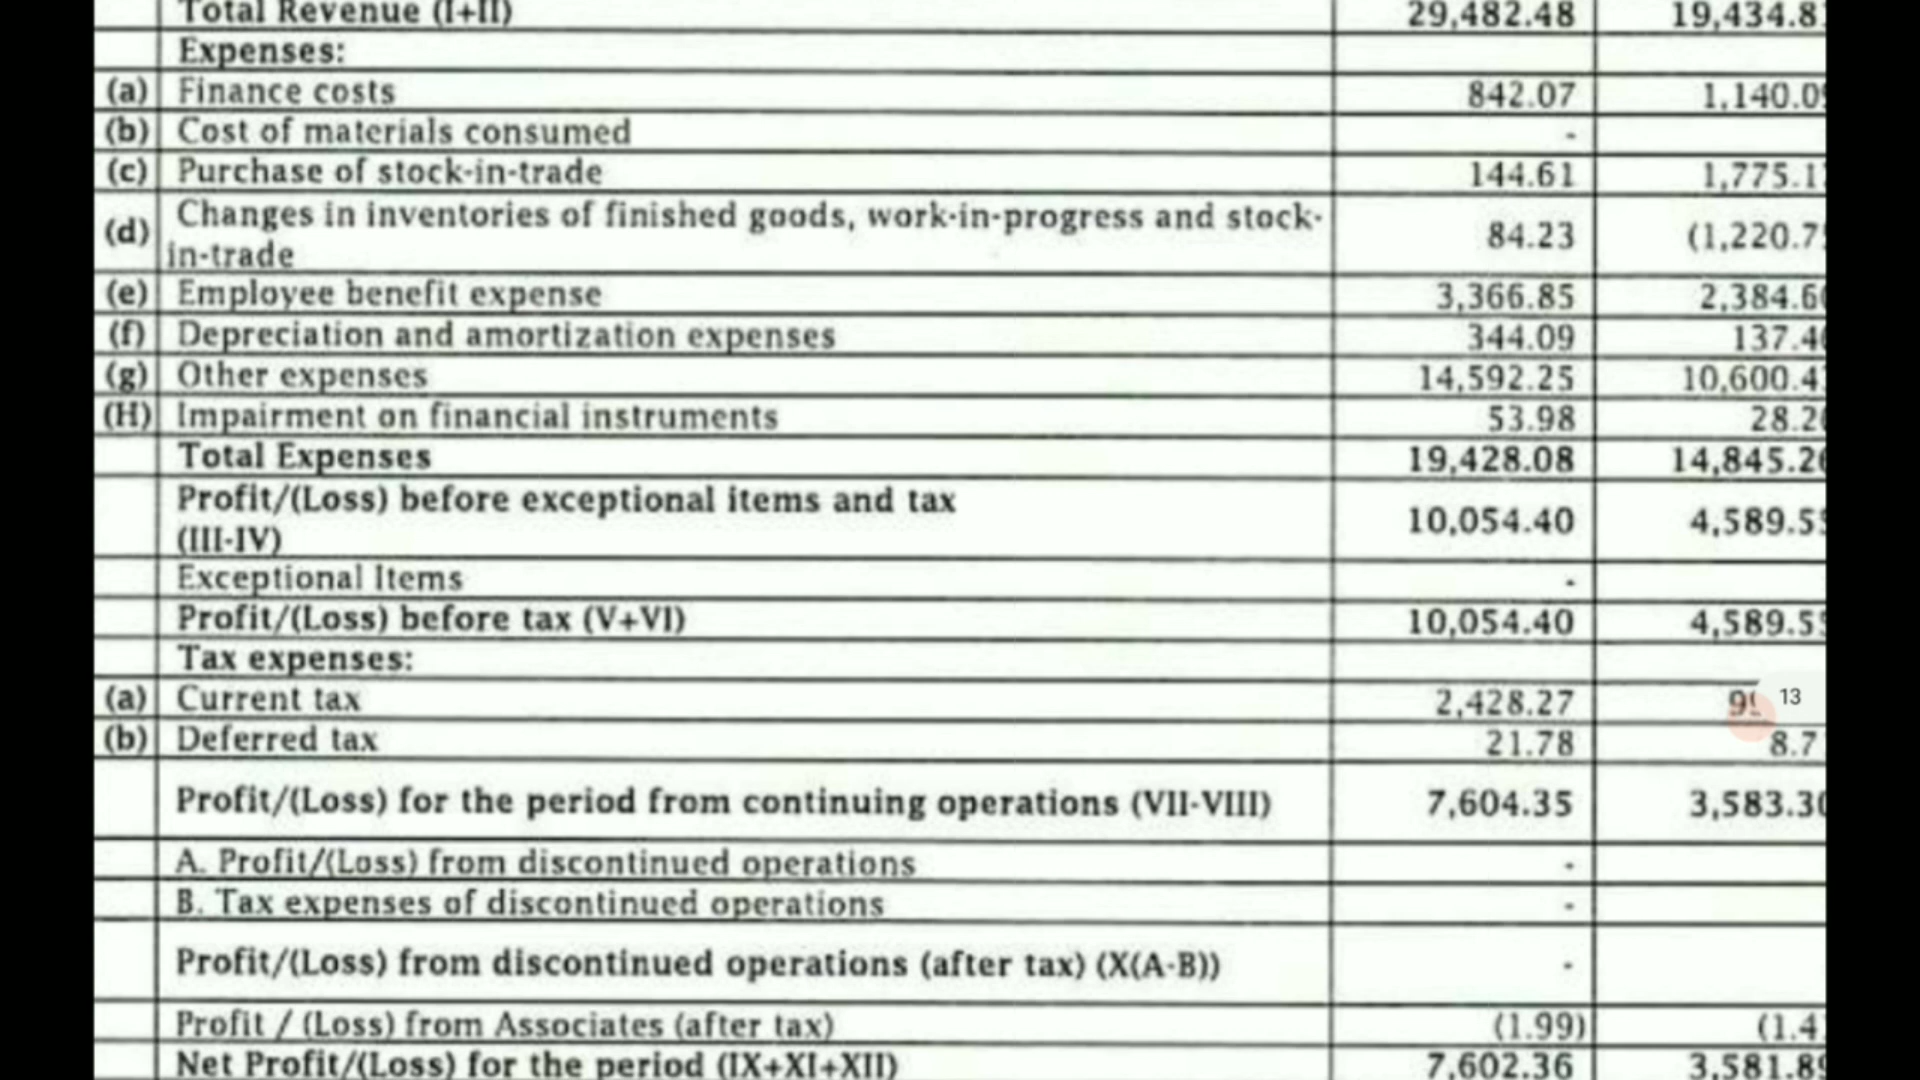 Total Revenue (I+II) 29,482.48 19,434.8
Expenses:
(a) Finance costs 842.07 1,140.0
(b) Cost of materials consumed -
(c) Purchase of stock-in-trade 144.61 1,775.1
(d) Changes in inventories of finished goods, work-in-progress and stock-
in-trade 84.23 (1,220.7
(e) Employee benefit expense 3,366.85 2,384.6
(f) Depreciation and amortization expenses 344.09 137.4
(g) Other expenses 14,592.25 10,600.4
(H) Impairment on financial instruments 53.98 28.2
Total Expenses 19,428.08 14,845.2
Profit/(Loss) before exceptional items and tax
(III-IV) 10,054.40 4,589.5
Exceptional Items -
Profit/(Loss) before tax (V+VI) 10,054.40 4,589.5
Tax expenses:
(a) Current tax 2,428.27 9
13
(b) Deferred tax 21.78 8.7
Profit/(Loss) for the period from continuing operations (VII-VIII) 7,604.35 3,583.3
A. Profit/(Loss) from discontinued operations -
B. Tax expenses of discontinued operations -
Profit/(Loss) from discontinued operations (after tax) (X(A-B)) -
Profit / (Loss) from Associates (after tax) (1.99) (1.4
Net Profit/(Loss) for the period (IX+XI+XII) 7,602.36 3,581.8